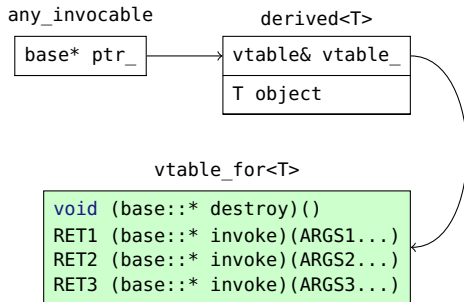 any_invocable
base* ptr_
derived<T>
vtable& vtable_
T object
vtable_for<T>
void (base::* destroy)()
RET1 (base::* invoke)(ARGS1...)
RET2 (base::* invoke)(ARGS2...)
RET3 (base::* invoke)(ARGS3...)